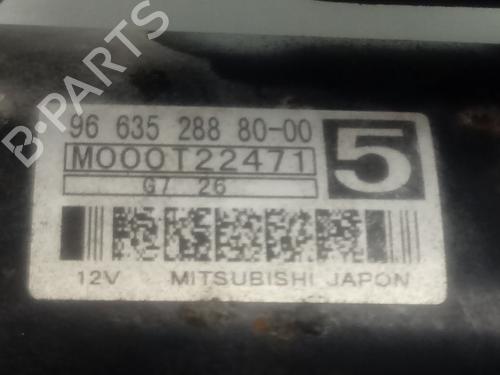 B-PARTS
96 635 288 80-00
M000T22471
5
G7 26
12V MITSUBISHI JAPON